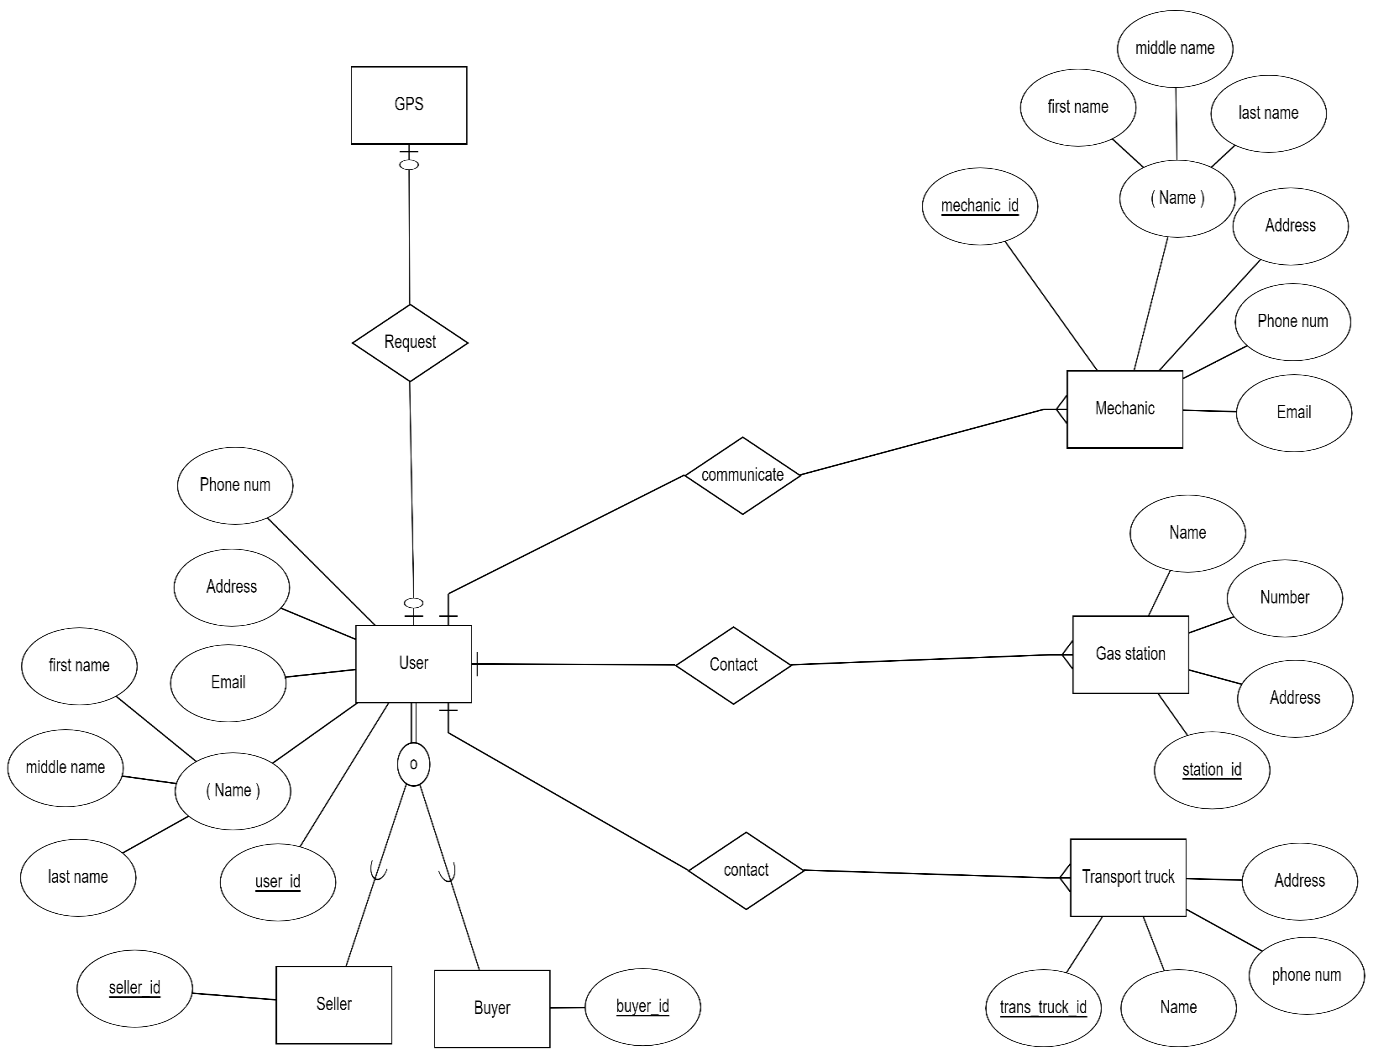 middle name
GPS
first name
last name
( Name )
mechanic_id
Address
Phone num
Request
Mechanic
Email
communicate
Phone num
Name
Address
Number
first name
User
Contact
Gas station
Email
Address
middle name
station_id
( Name )
o
last name
user_id
contact
Transport truck
Address
phone num
seller_id
Seller
Buyer
buyer_id
trans_truck_id
Name